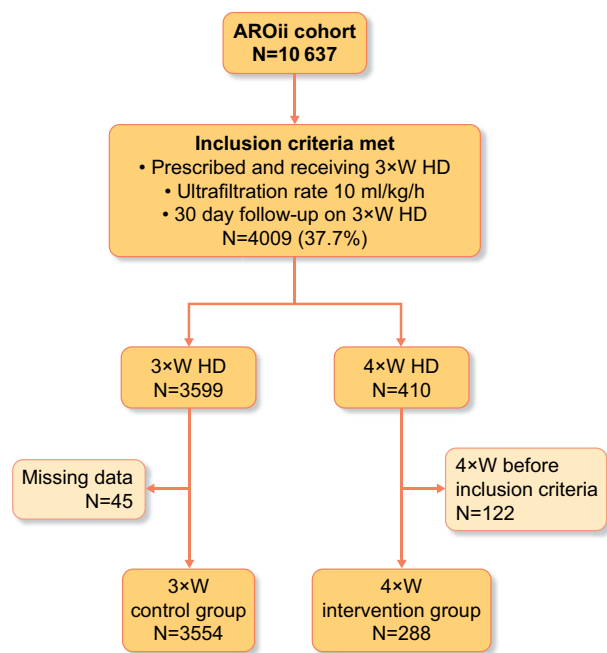 AROii cohort
N=10 637
Inclusion criteria met
• Prescribed and receiving 3×W HD
• Ultrafiltration rate 10 ml/kg/h
• 30 day follow-up on 3×W HD
N=4009 (37.7%)
3×W HD
N=3599
4×W HD
N=410
Missing data
N=45
4×W before
inclusion criteria
N=122
3×W
control group
N=3554
4×W
intervention group
N=288